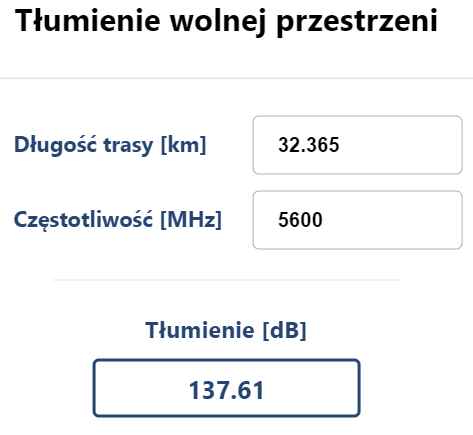 Tłumienie wolnej przestrzeni
Długość trasy [km] 32.365
Częstotliwość [MHz] 5600
Tłumienie [dB]
137.61